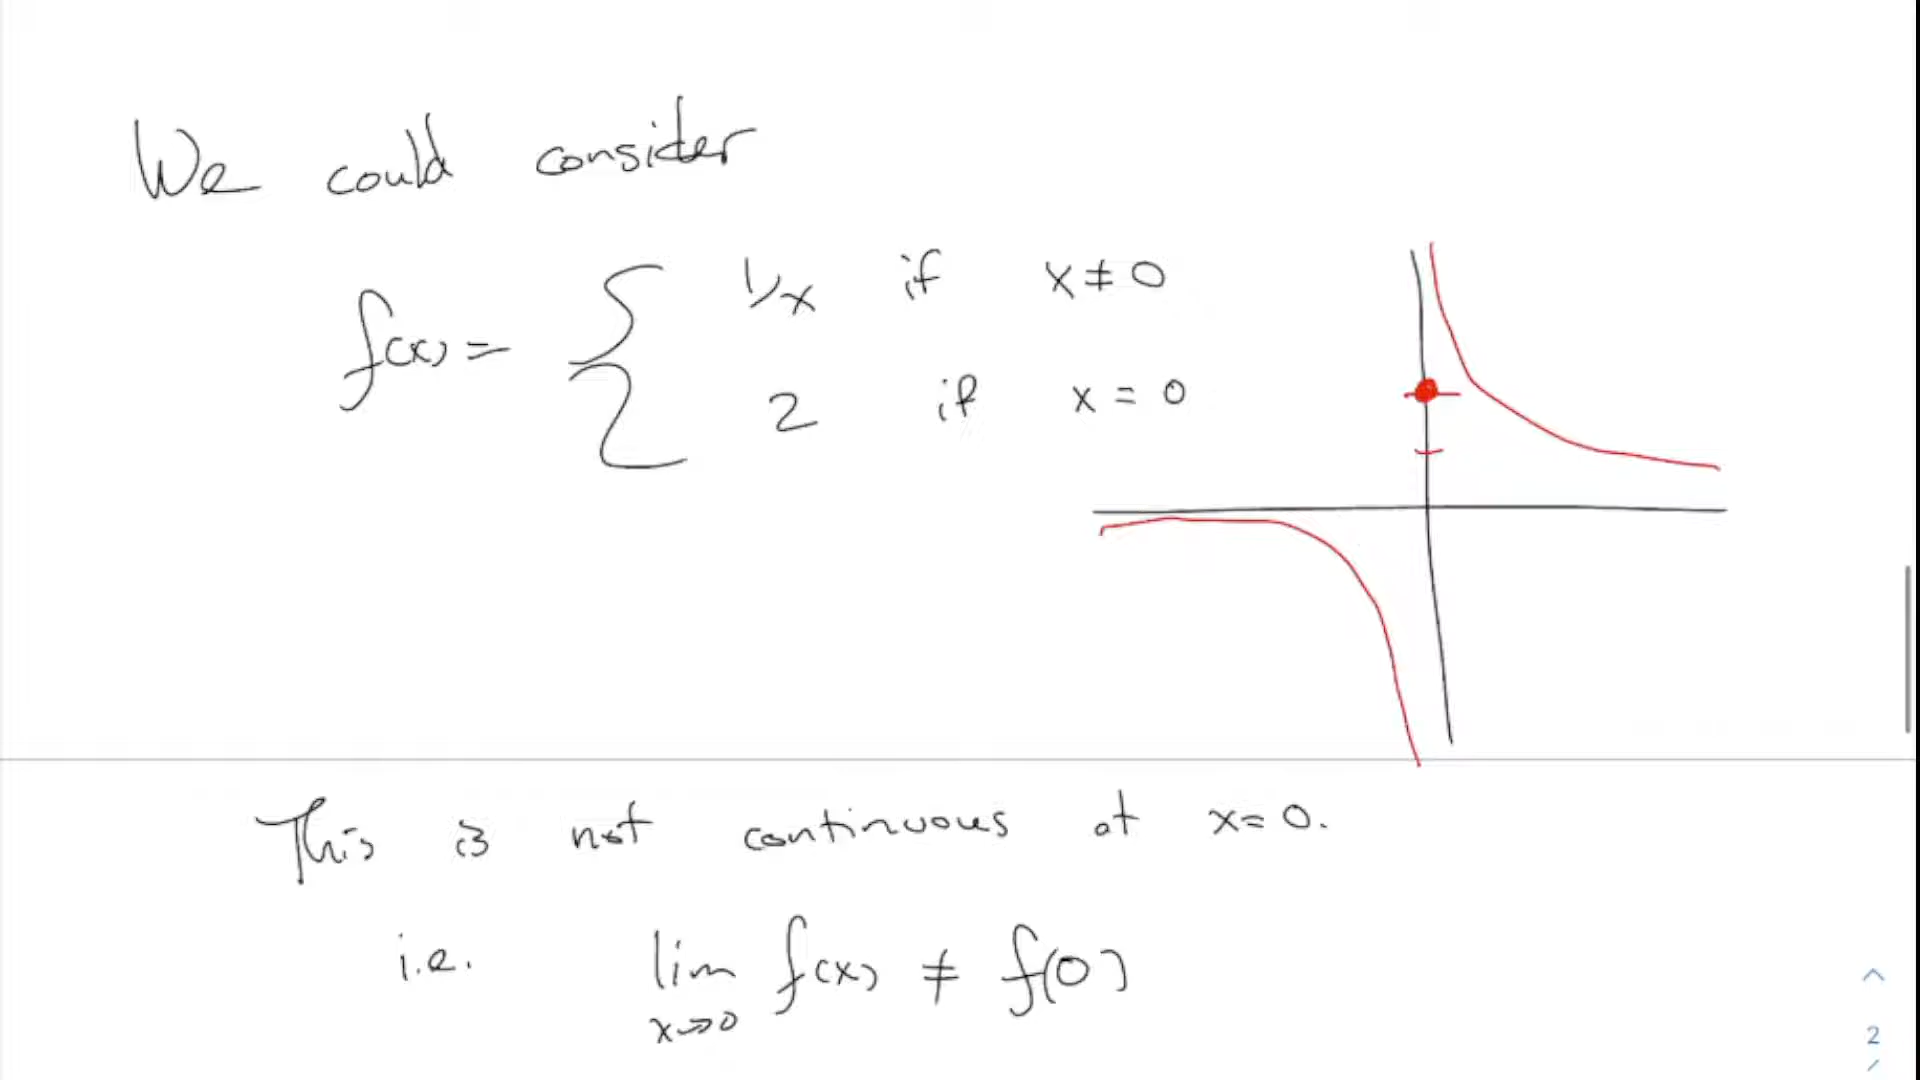 We could consider
f(x) = { 1/x if x ≠ 0
2 if x = 0
This is not continuous at x = 0.
i.e. lim f(x) ≠ f(0)
x→0
2